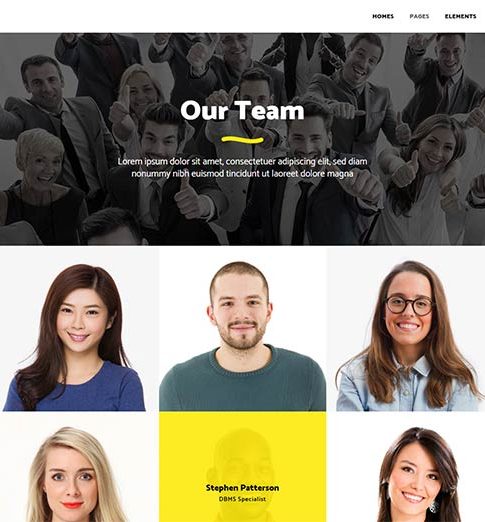 HOMES PAGES ELEMENTS
Our Team
Lorem ipsum dolor sit amet, consectetuer adipiscing elit, sed diam
nonummy nibh euismod tincidunt ut laoreet dolore magna
Stephen Patterson
DBMS Specialist